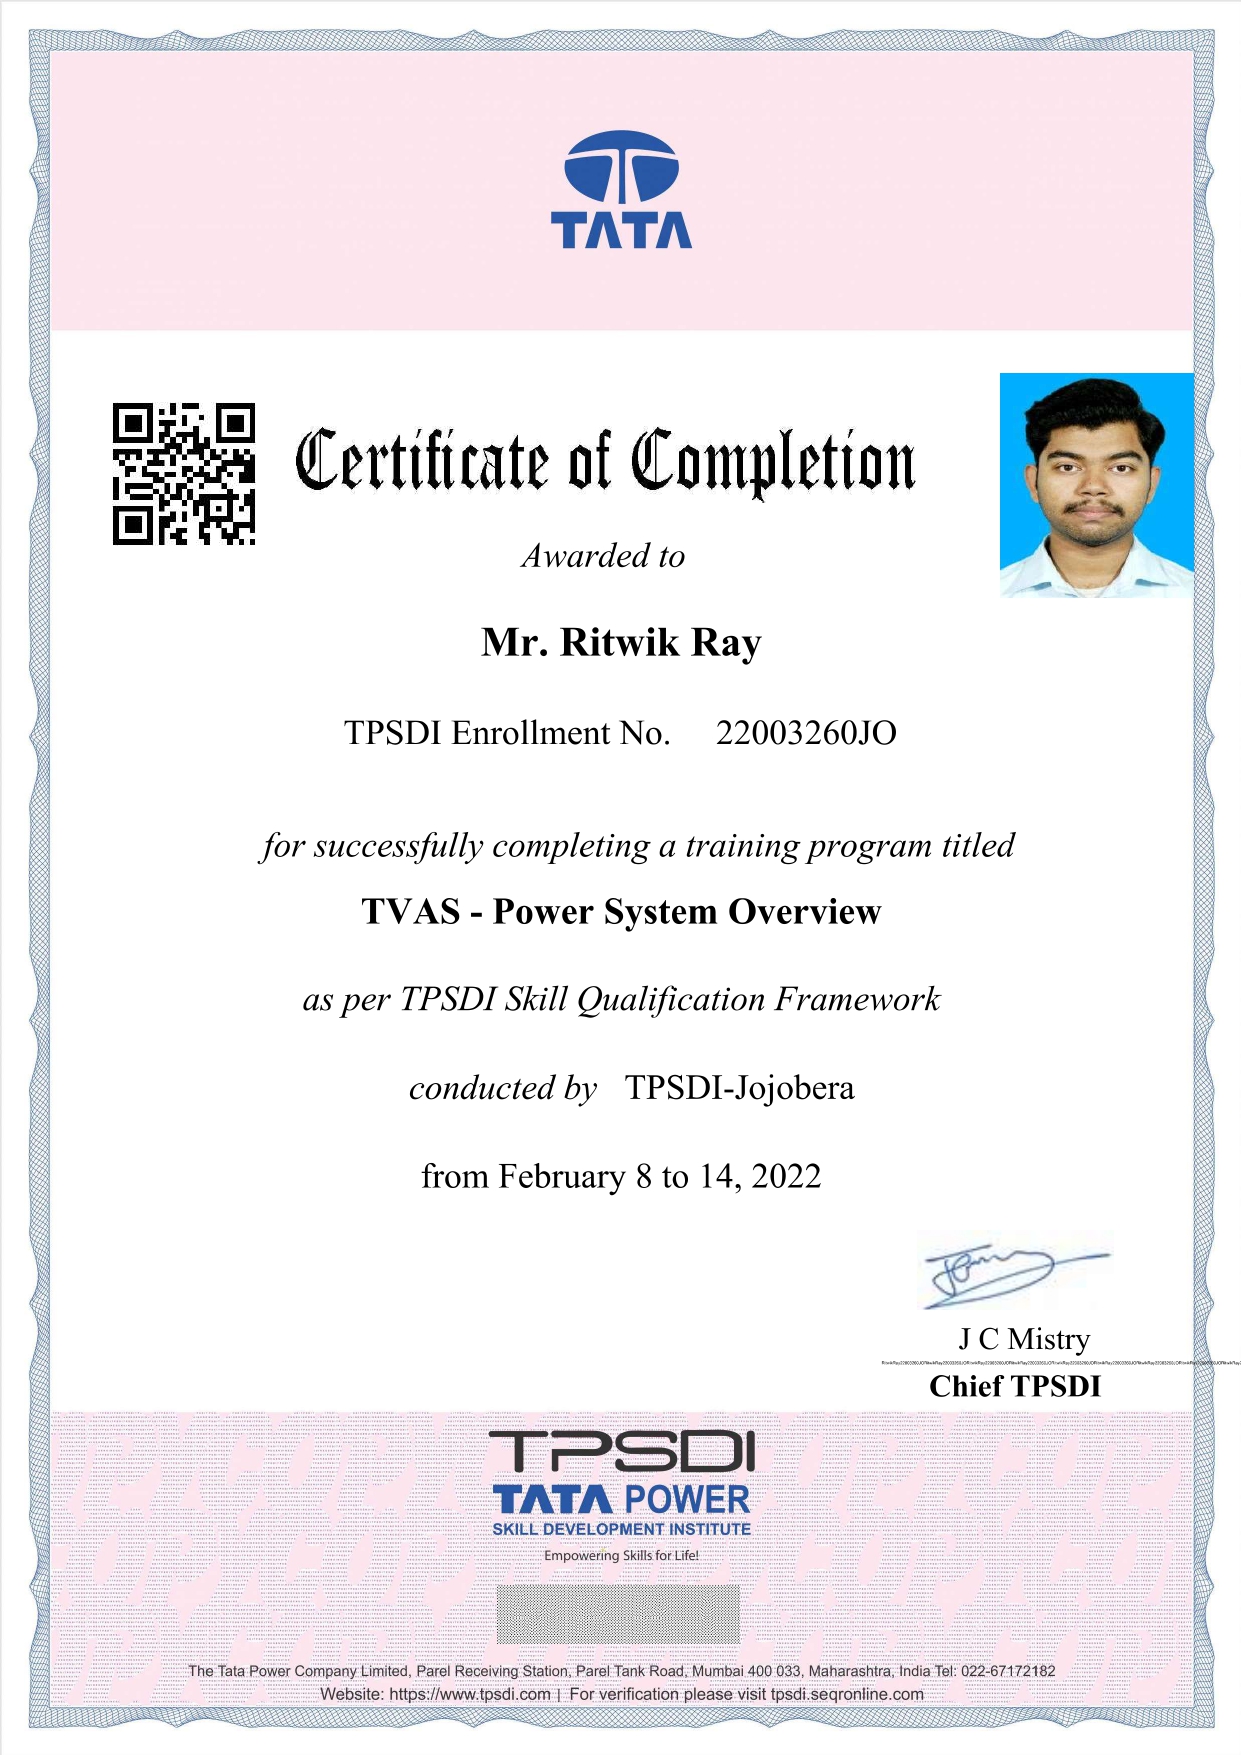 TATA
Certificate of Completion
Awarded to
Mr. Ritwik Ray
TPSDI Enrollment No. 22003260JO
for successfully completing a training program titled
TVAS - Power System Overview
as per TPSDI Skill Qualification Framework
conducted by TPSDI-Jojobera
from February 8 to 14, 2022
J C Mistry
Chief TPSDI
TPSDI
TATA POWER
SKILL DEVELOPMENT INSTITUTE
Empowering Skills for Life!
The Tata Power Company Limited, Parel Receiving Station, Parel Tank Road, Mumbai 400 033, Maharashtra, India Tel: 022-67172182
Website: https://www.tpsdi.com | For verification please visit tpsdi.seqronline.com